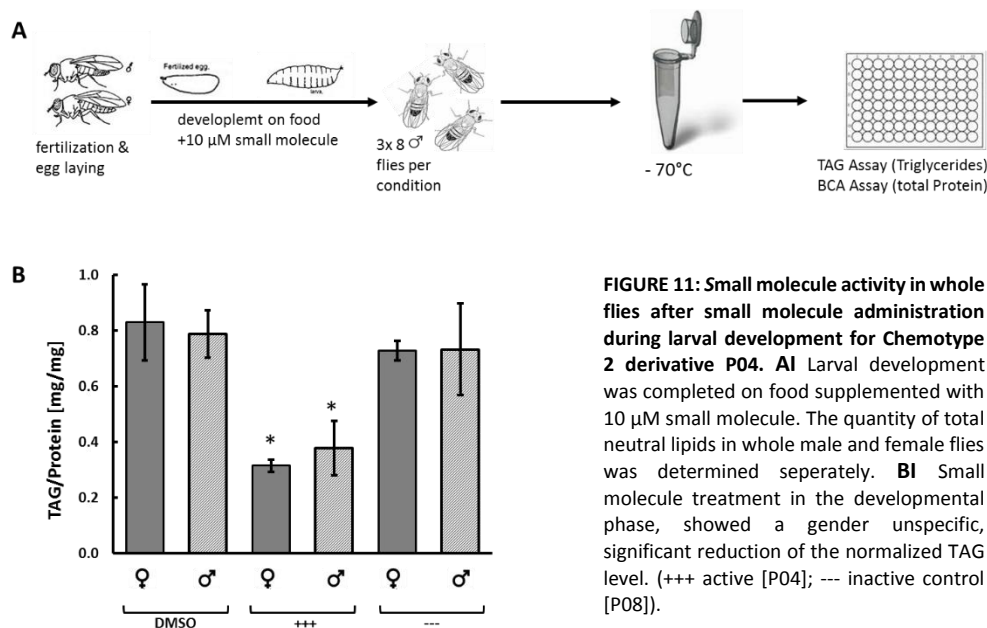 A
♂
♀
fertilization &
egg laying
Fertilized egg.
larva.
developlemt on food
+10 µM small molecule
3x 8 ♂
flies per
condition
- 70°C
TAG Assay (Triglycerides)
BCA Assay (total Protein)
B
TAG/Protein [mg/mg]
1.0
0.8
0.6
0.4
0.2
0.0
* *
♀ ♂ ♀ ♂ ♀ ♂
DMSO +++ ---
FIGURE 11: Small molecule activity in whole
flies after small molecule administration
during larval development for Chemotype
2 derivative P04. AI Larval development
was completed on food supplemented with
10 µM small molecule. The quantity of total
neutral lipids in whole male and female flies
was determined seperately. BI Small
molecule treatment in the developmental
phase, showed a gender unspecific,
significant reduction of the normalized TAG
level. (+++ active [P04]; --- inactive control
[P08]).